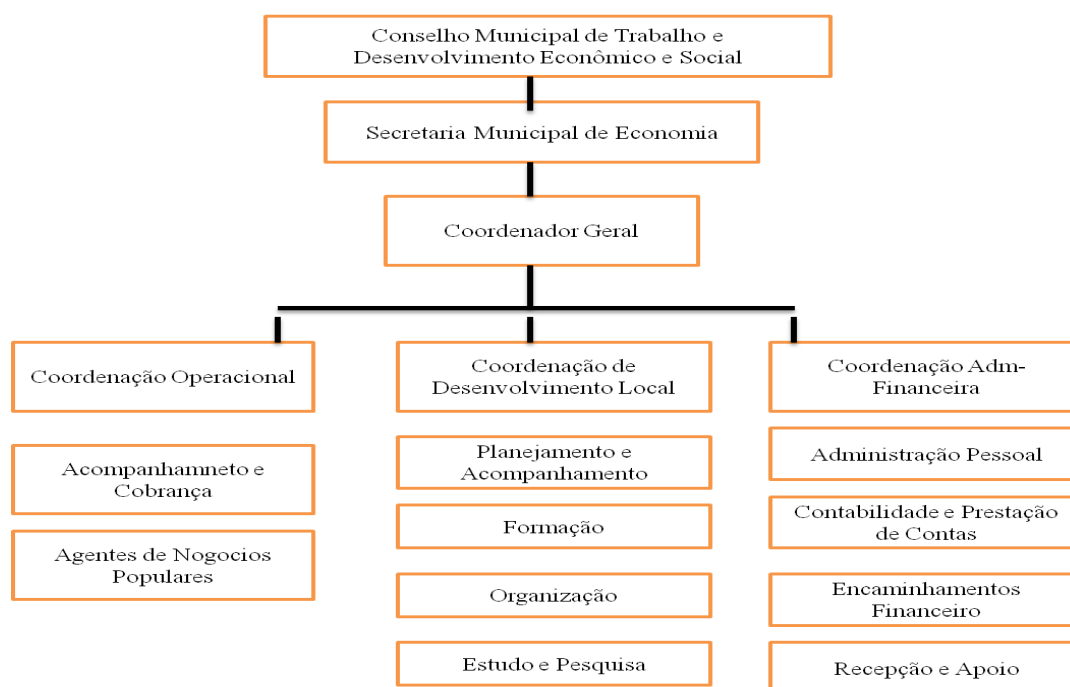 Conselho Municipal de Trabalho e
Desenvolvimento Econômico e Social
Secretaria Municipal de Economia
Coordenador Geral
Coordenação Operacional
Acompanhamneto e
Cobrança
Agentes de Nogocios
Populares
Coordenação de
Desenvolvimento Local
Planejamento e
Acompanhamento
Formação
Organização
Estudo e Pesquisa
Coordenação Adm-
Financeira
Administração Pessoal
Contabilidade e Prestação
de Contas
Encaminhamentos
Financeiro
Recepção e Apoio